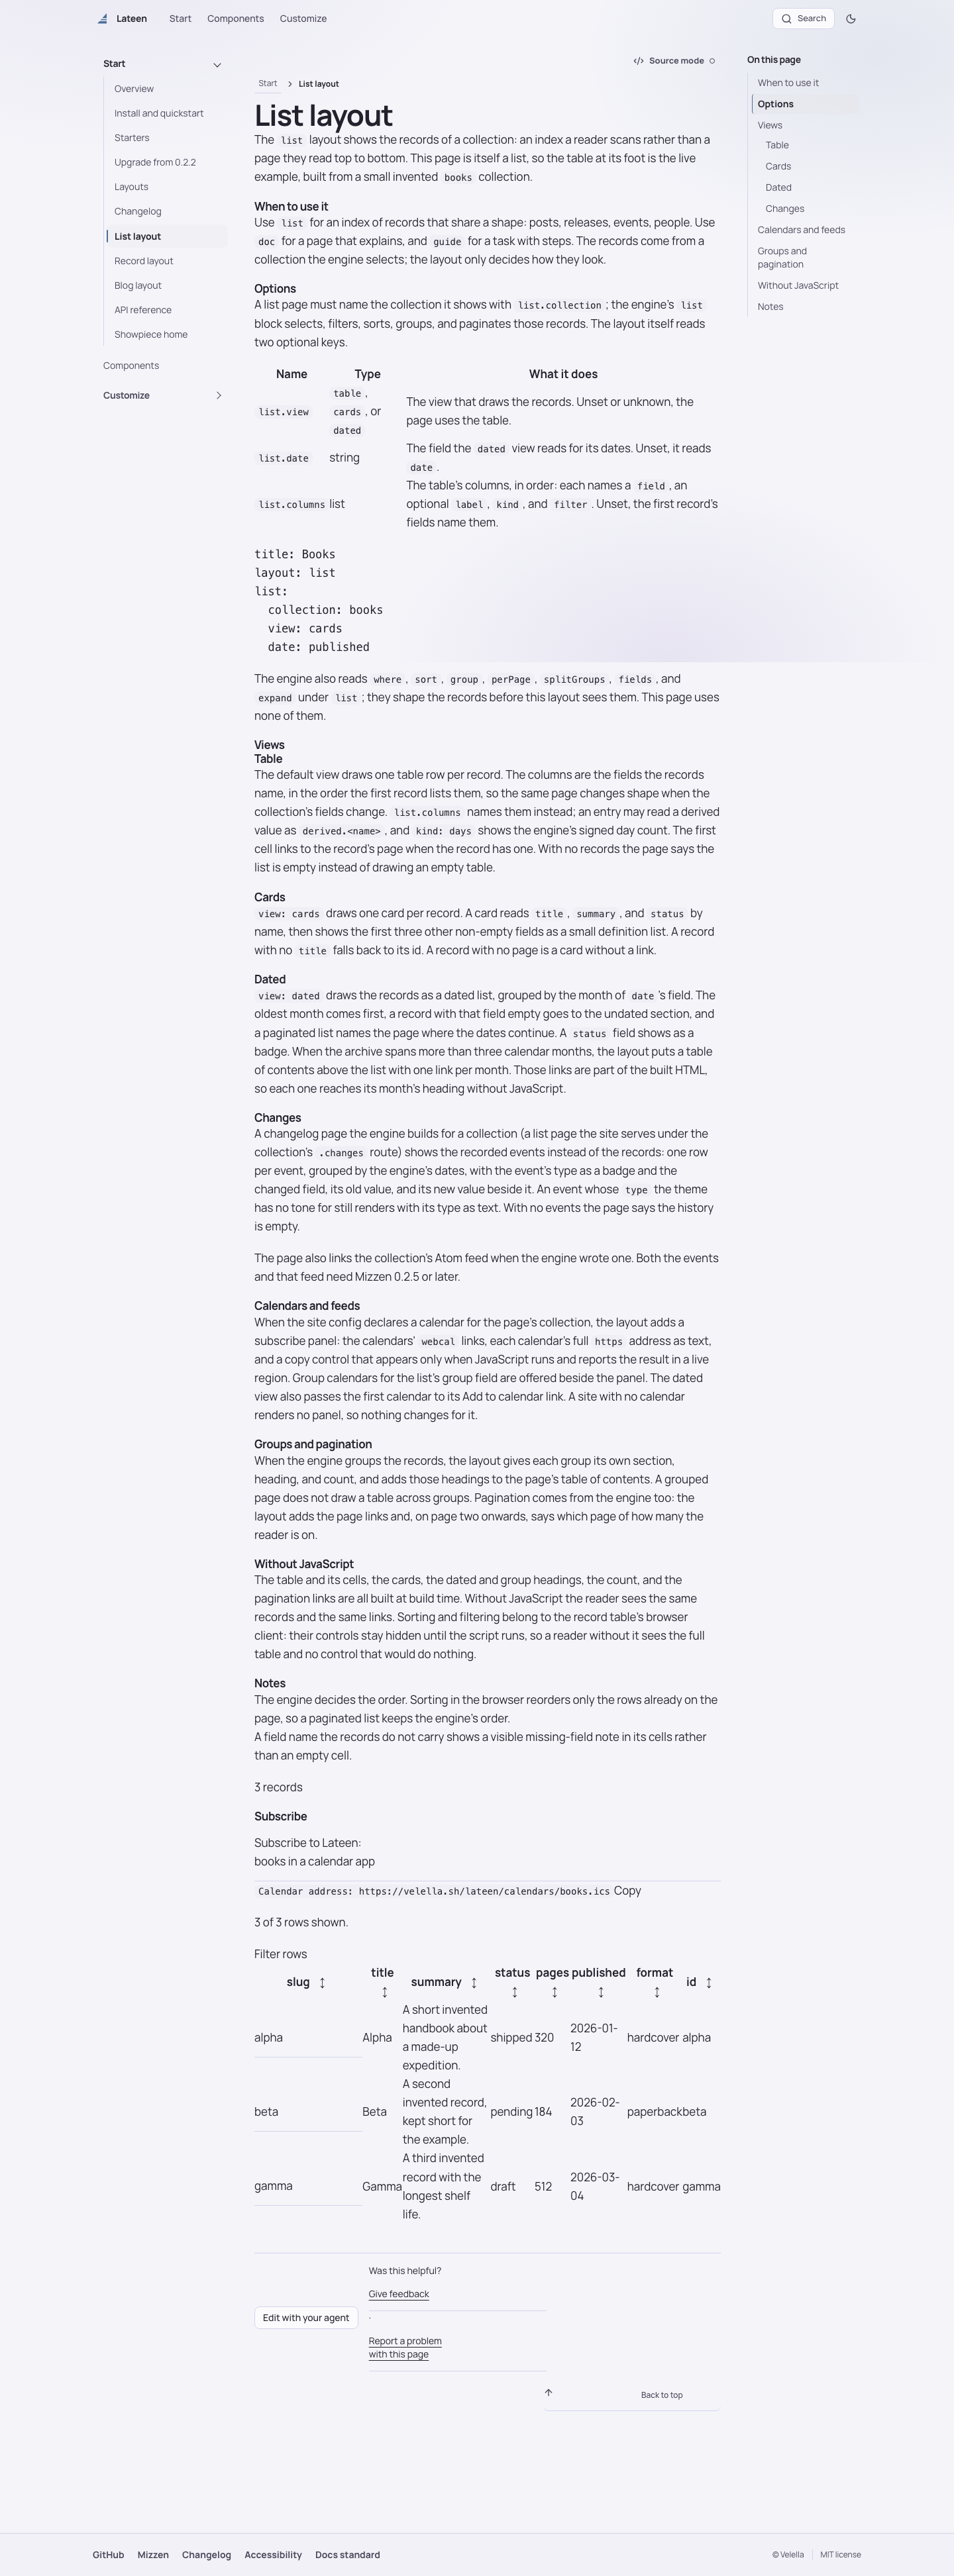 Lateen
Start
Components
Customize
Search
Start
Overview
Install and quickstart
Starters
Upgrade from 0.2.2
Layouts
Changelog
List layout
Record layout
Blog layout
API reference
Showpiece home
Components
Customize
Source mode
Start
List layout
List layout
The list layout shows the records of a collection: an index a reader scans rather than a
page they read top to bottom. This page is itself a list, so the table at its foot is the live
example, built from a small invented books collection.
When to use it
Use list for an index of records that share a shape: posts, releases, events, people. Use
doc for a page that explains, and guide for a task with steps. The records come from a
collection the engine selects; the layout only decides how they look.
Options
A list page must name the collection it shows with list.collection ; the engine's list
block selects, filters, sorts, groups, and paginates those records. The layout itself reads
two optional keys.
Name Type What it does
list.view
table ,
cards , or
dated
The view that draws the records. Unset or unknown, the
page uses the table.
list.date string
The field the dated view reads for its dates. Unset, it reads
date .
list.columns list
The table's columns, in order: each names a field , an
optional label , kind , and filter . Unset, the first record's
fields name them.
title: Books
layout: list
list:
collection: books
view: cards
date: published
The engine also reads where , sort , group , perPage , splitGroups , fields , and
expand under list ; they shape the records before this layout sees them. This page uses
none of them.
Views
Table
The default view draws one table row per record. The columns are the fields the records
name, in the order the first record lists them, so the same page changes shape when the
collection's fields change. list.columns names them instead; an entry may read a derived
value as derived.<name> , and kind: days shows the engine's signed day count. The first
cell links to the record's page when the record has one. With no records the page says the
list is empty instead of drawing an empty table.
Cards
view: cards draws one card per record. A card reads title , summary , and status by
name, then shows the first three other non-empty fields as a small definition list. A record
with no title falls back to its id. A record with no page is a card without a link.
Dated
view: dated draws the records as a dated list, grouped by the month of date 's field. The
oldest month comes first, a record with that field empty goes to the undated section, and
a paginated list names the page where the dates continue. A status field shows as a
badge. When the archive spans more than three calendar months, the layout puts a table
of contents above the list with one link per month. Those links are part of the built HTML,
so each one reaches its month's heading without JavaScript.
Changes
A changelog page the engine builds for a collection (a list page the site serves under the
collection's .changes route) shows the recorded events instead of the records: one row
per event, grouped by the engine's dates, with the event's type as a badge and the
changed field, its old value, and its new value beside it. An event whose type the theme
has no tone for still renders with its type as text. With no events the page says the history
is empty.
The page also links the collection's Atom feed when the engine wrote one. Both the events
and that feed need Mizzen 0.2.5 or later.
Calendars and feeds
When the site config declares a calendar for the page's collection, the layout adds a
subscribe panel: the calendars' webcal links, each calendar's full https address as text,
and a copy control that appears only when JavaScript runs and reports the result in a live
region. Group calendars for the list's group field are offered beside the panel. The dated
view also passes the first calendar to its Add to calendar link. A site with no calendar
renders no panel, so nothing changes for it.
Groups and pagination
When the engine groups the records, the layout gives each group its own section,
heading, and count, and adds those headings to the page's table of contents. A grouped
page does not draw a table across groups. Pagination comes from the engine too: the
layout adds the page links and, on page two onwards, says which page of how many the
reader is on.
Without JavaScript
The table and its cells, the cards, the dated and group headings, the count, and the
pagination links are all built at build time. Without JavaScript the reader sees the same
records and the same links. Sorting and filtering belong to the record table's browser
client: their controls stay hidden until the script runs, so a reader without it sees the full
table and no control that would do nothing.
Notes
The engine decides the order. Sorting in the browser reorders only the rows already on the
page, so a paginated list keeps the engine's order.
A field name the records do not carry shows a visible missing-field note in its cells rather
than an empty cell.
3 records
Subscribe
Subscribe to Lateen:
books in a calendar app
Calendar address: https://velella.sh/lateen/calendars/books.ics Copy
3 of 3 rows shown.
Filter rows
slug ↕ title ↕ summary ↕ status ↕ pages ↕ published ↕ format ↕ id ↕
alpha Alpha
A short invented
handbook about
a made-up
expedition.
shipped 320
2026-01-
12
hardcover alpha
beta Beta
A second
invented record,
kept short for
the example.
pending 184
2026-02-
03
paperback beta
gamma Gamma
A third invented
record with the
longest shelf
life.
draft 512
2026-03-
04
hardcover gamma
Edit with your agent
Was this helpful?
Give feedback
·
Report a problem
with this page
Back to top
On this page
When to use it
Options
Views
Table
Cards
Dated
Changes
Calendars and feeds
Groups and
pagination
Without JavaScript
Notes
GitHub
Mizzen
Changelog
Accessibility
Docs standard
© Velella
MIT license